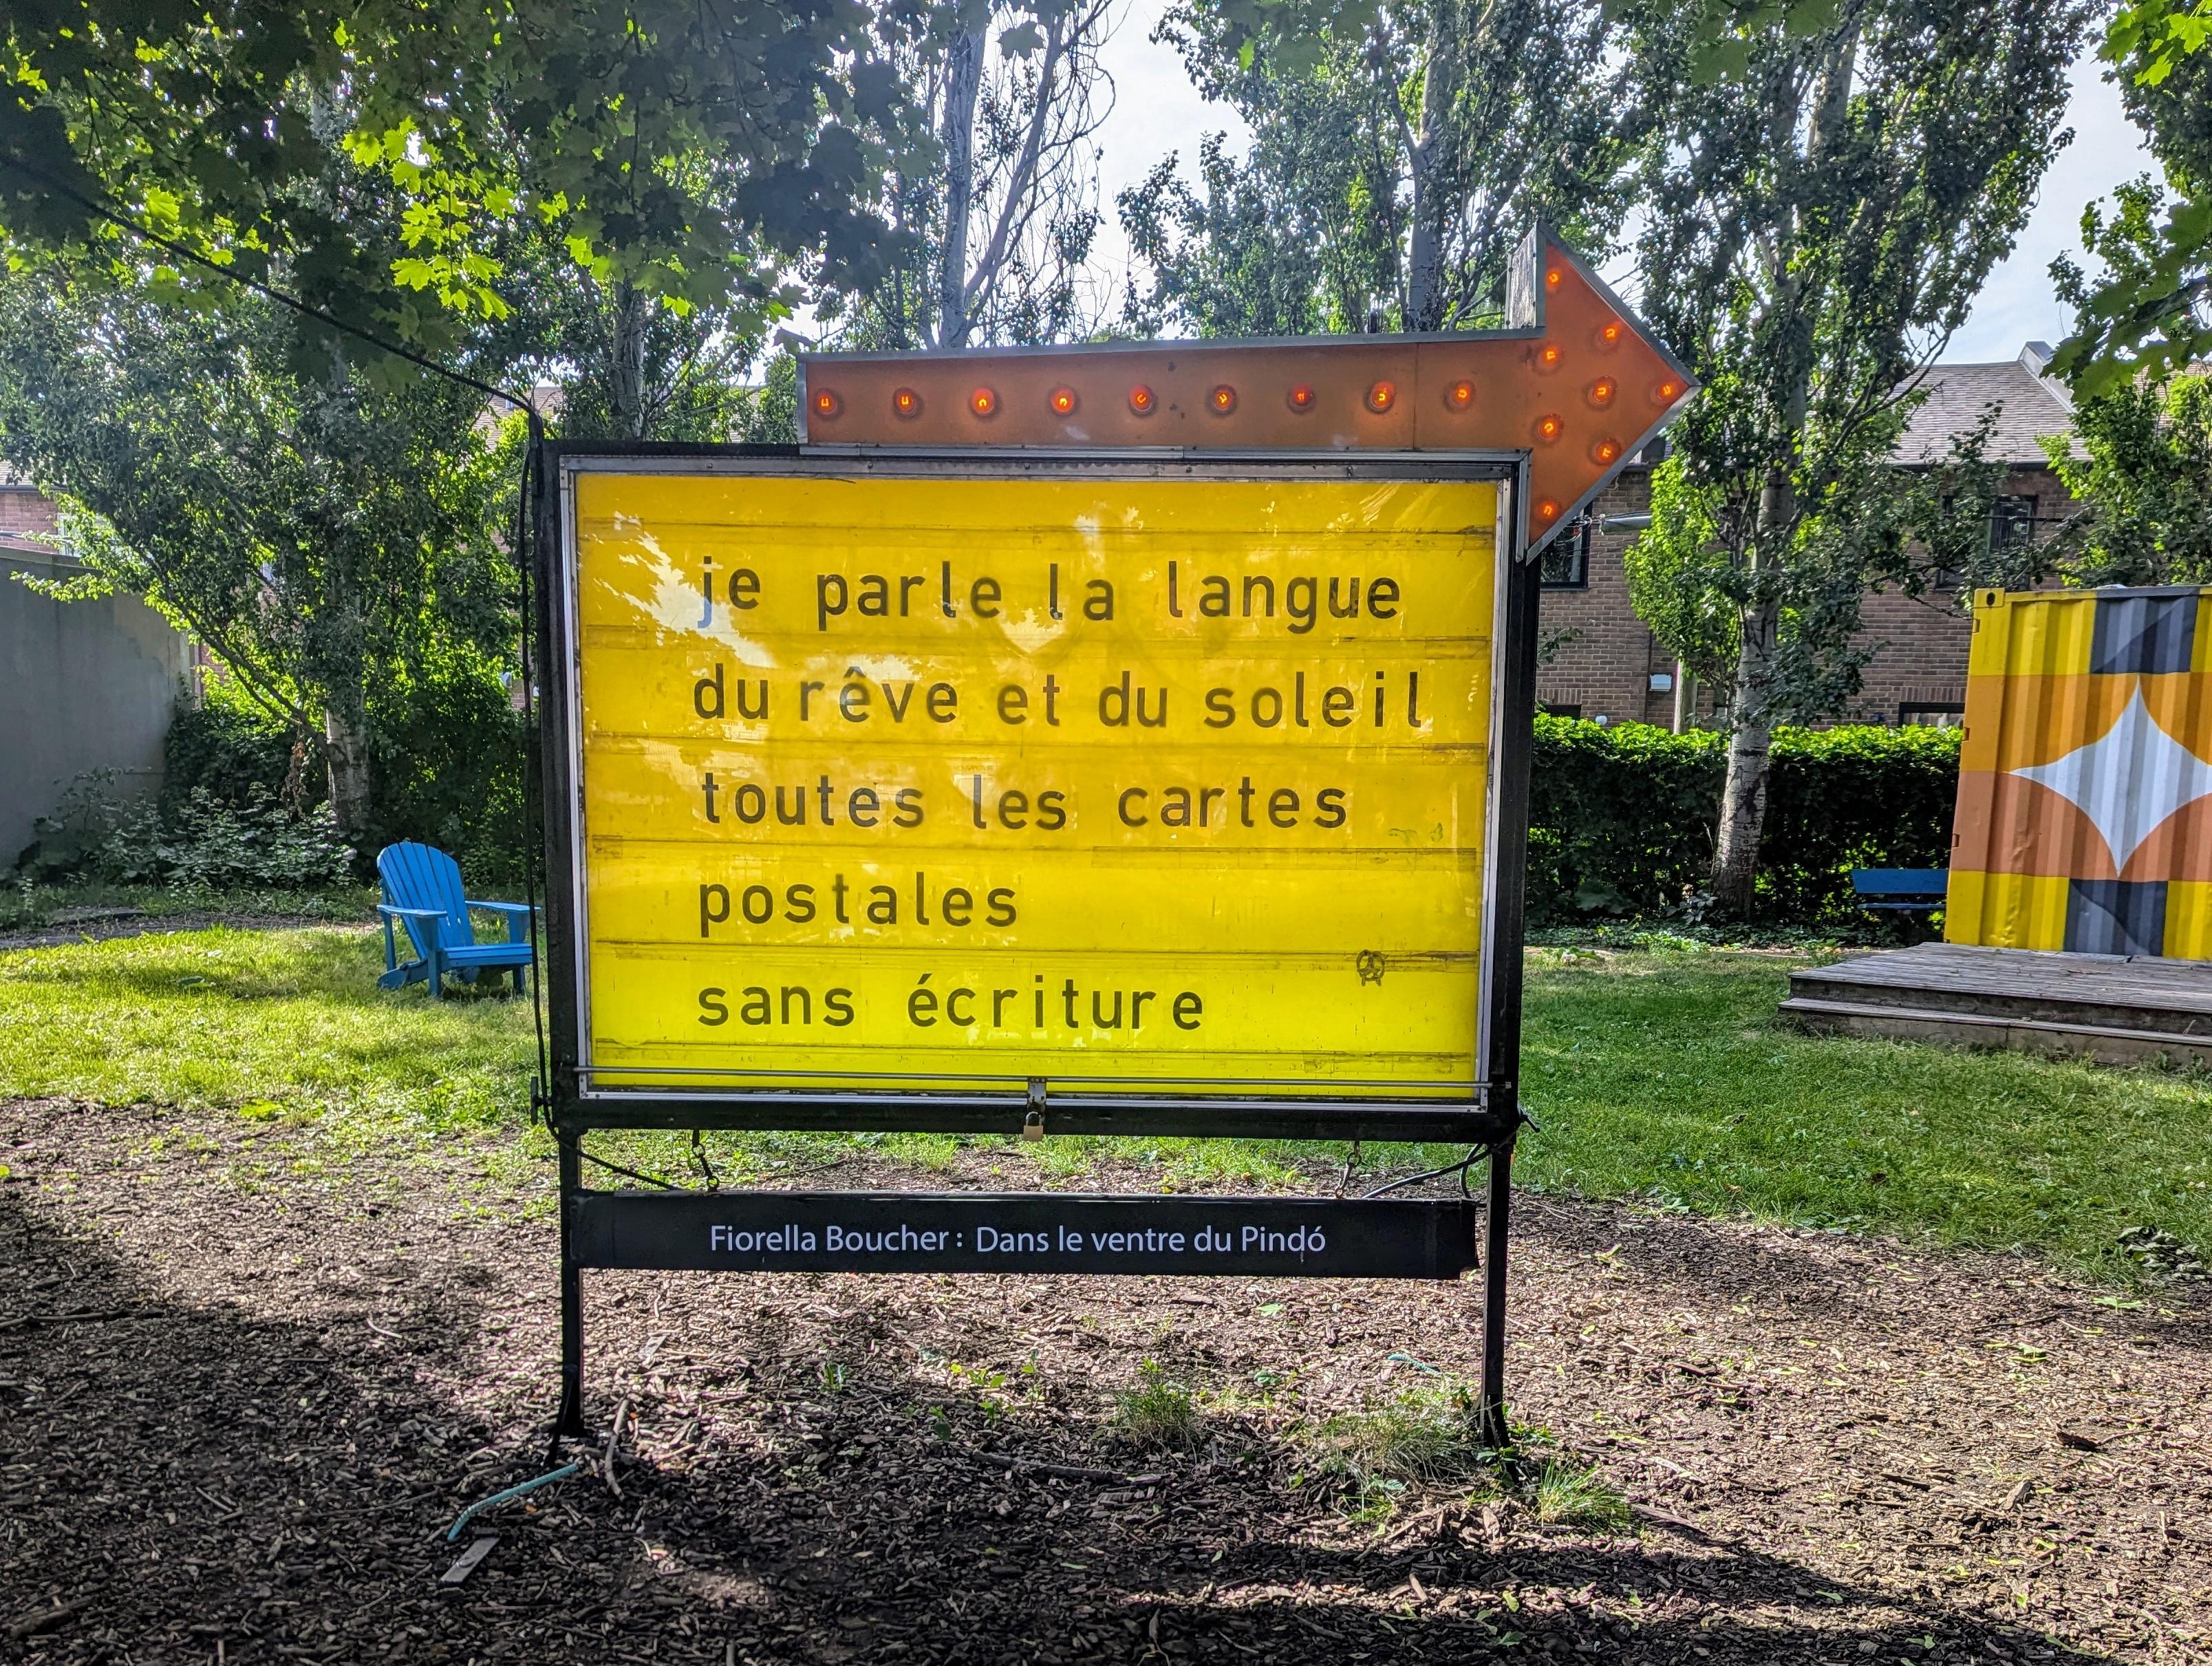 je parle la langue
du rêve et du soleil
toutes les cartes
postales
sans écriture
Fiorella Boucher : Dans le ventre du Pindó